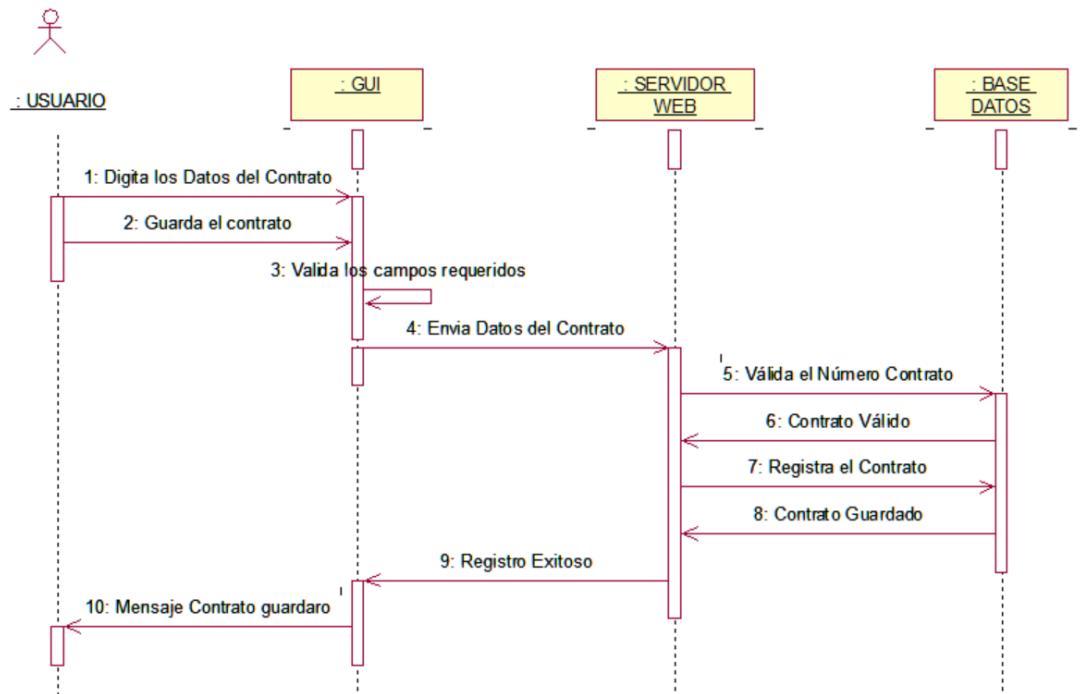 : USUARIO
: GUI
: SERVIDOR
WEB
: BASE
DATOS
1: Digita los Datos del Contrato
2: Guarda el contrato
3: Valida los campos requeridos
4: Envia Datos del Contrato
5: Válida el Número Contrato
6: Contrato Válido
7: Registra el Contrato
8: Contrato Guardado
9: Registro Exitoso
10: Mensaje Contrato guardaro